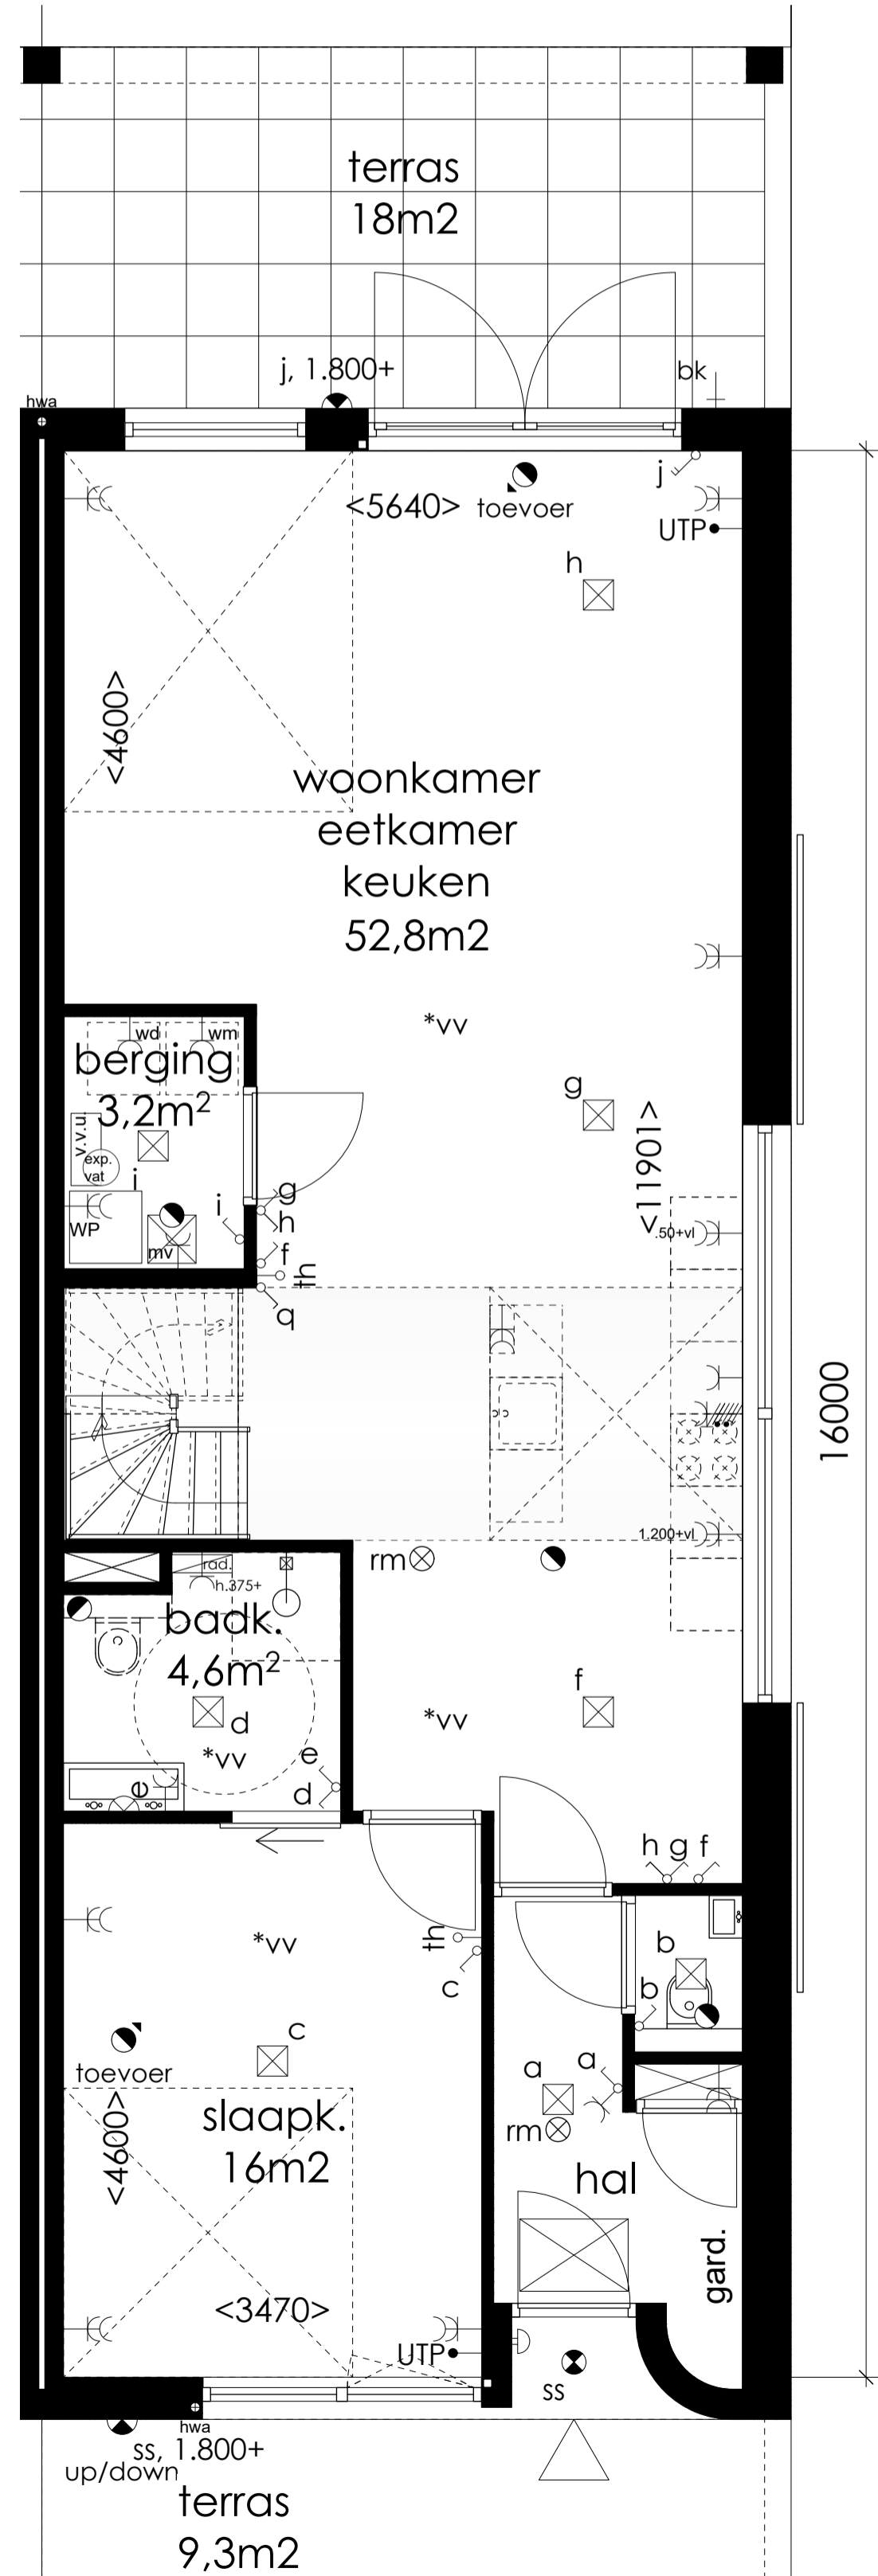 terras
18m2
j, 1.800+
bk
hwa
j
<5640>
toevoer
UTP
h
<4600>
woonkamer
eetkamer
keuken
52,8m2
*vv
wd
wm
berging
3,2m²
g
<11901>
v.v.u.
exp.
vat
i
WP
mv
i
g
h
f
th
q
.50+vl
16000
1.200+vl
rm
rad.
h.375+
badk.
4,6m²
d
*vv
e
e
d
*vv
f
h g f
*vv
th
c
b
b
toevoer
c
a
a
<4600>
slaapk.
16m2
rm
hal
gard.
<3470>
UTP
ss
hwa
ss, 1.800+
up/down
terras
9,3m2